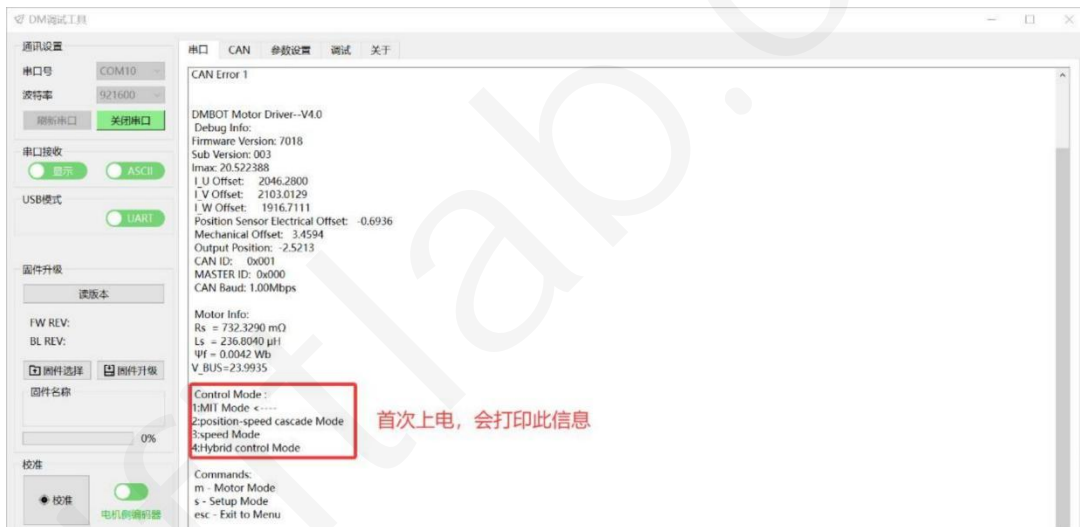 DM调试工具
通讯设置
串口号 COM10
波特率 921600
刷新串口 关闭串口
串口接收
显示 ASCII
USB模式
UART
固件升级
读版本
FW REV:
BL REV:
固件选择 固件升级
固件名称
0%
校准
校准
电机侧编码器
串口 CAN 参数设置 调试 关于
CAN Error 1
DMBOT Motor Driver--V4.0
Debug Info:
Firmware Version: 7018
Sub Version: 003
Imax: 20.522388
I_U Offset: 2046.2800
I_V Offset: 2103.0129
I_W Offset: 1916.7111
Position Sensor Electrical Offset: -0.6936
Mechanical Offset: 3.4594
Output Position: -2.5213
CAN ID: 0x001
MASTER ID: 0x000
CAN Baud: 1.00Mbps
Motor Info:
Rs = 732.3290 mΩ
Ls = 236.8040 μH
Ψf = 0.0042 Wb
V_BUS=23.9935
Control Mode :
1:MIT Mode <----
2:position-speed cascade Mode
3:speed Mode
4:Hybrid control Mode
首次上电，会打印此信息
Commands:
m - Motor Mode
s - Setup Mode
esc - Exit to Menu